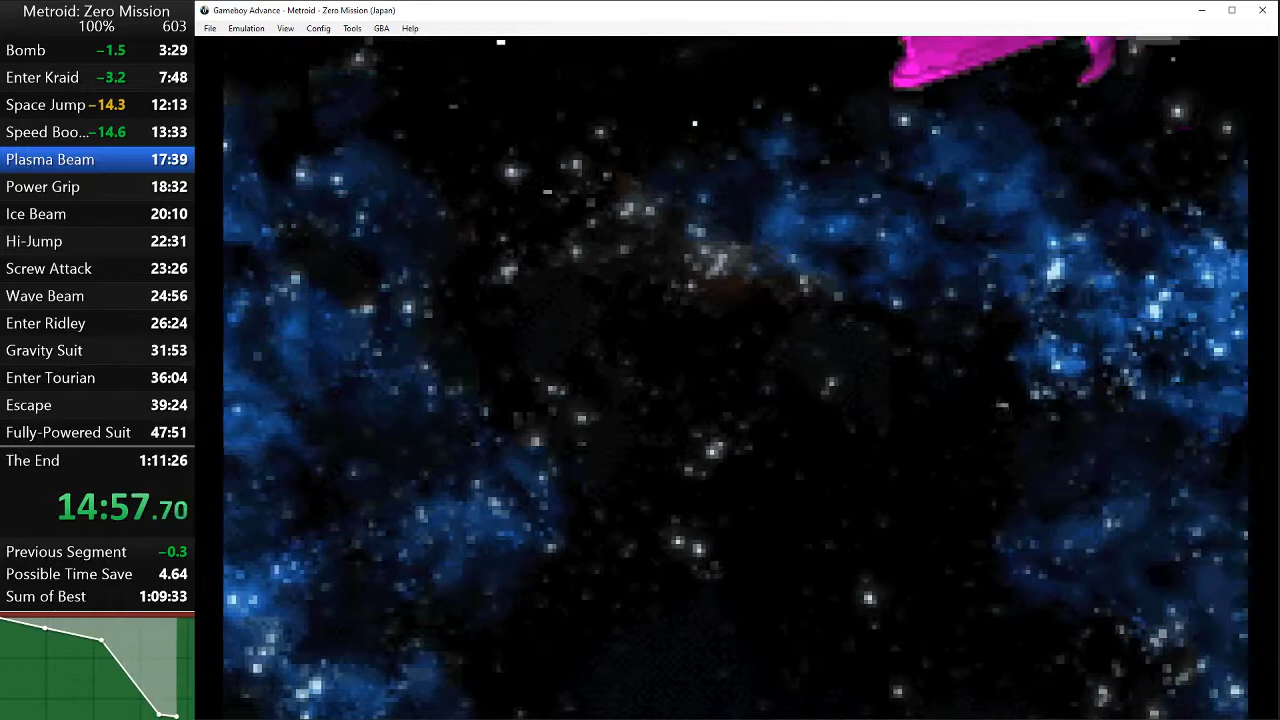 Metroid: Zero Mission
100% 603
Bomb −1.5 3:29
Enter Kraid −3.2 7:48
Space Jump −14.3 12:13
Speed Boo... −14.6 13:33
Plasma Beam 17:39
Power Grip 18:32
Ice Beam 20:10
Hi-Jump 22:31
Screw Attack 23:26
Wave Beam 24:56
Enter Ridley 26:24
Gravity Suit 31:53
Enter Tourian 36:04
Escape 39:24
Fully-Powered Suit 47:51
The End 1:11:26
14:57.70
Previous Segment −0.3
Possible Time Save 4.64
Sum of Best 1:09:33
Gameboy Advance - Metroid - Zero Mission (Japan)
File Emulation View Config Tools GBA Help